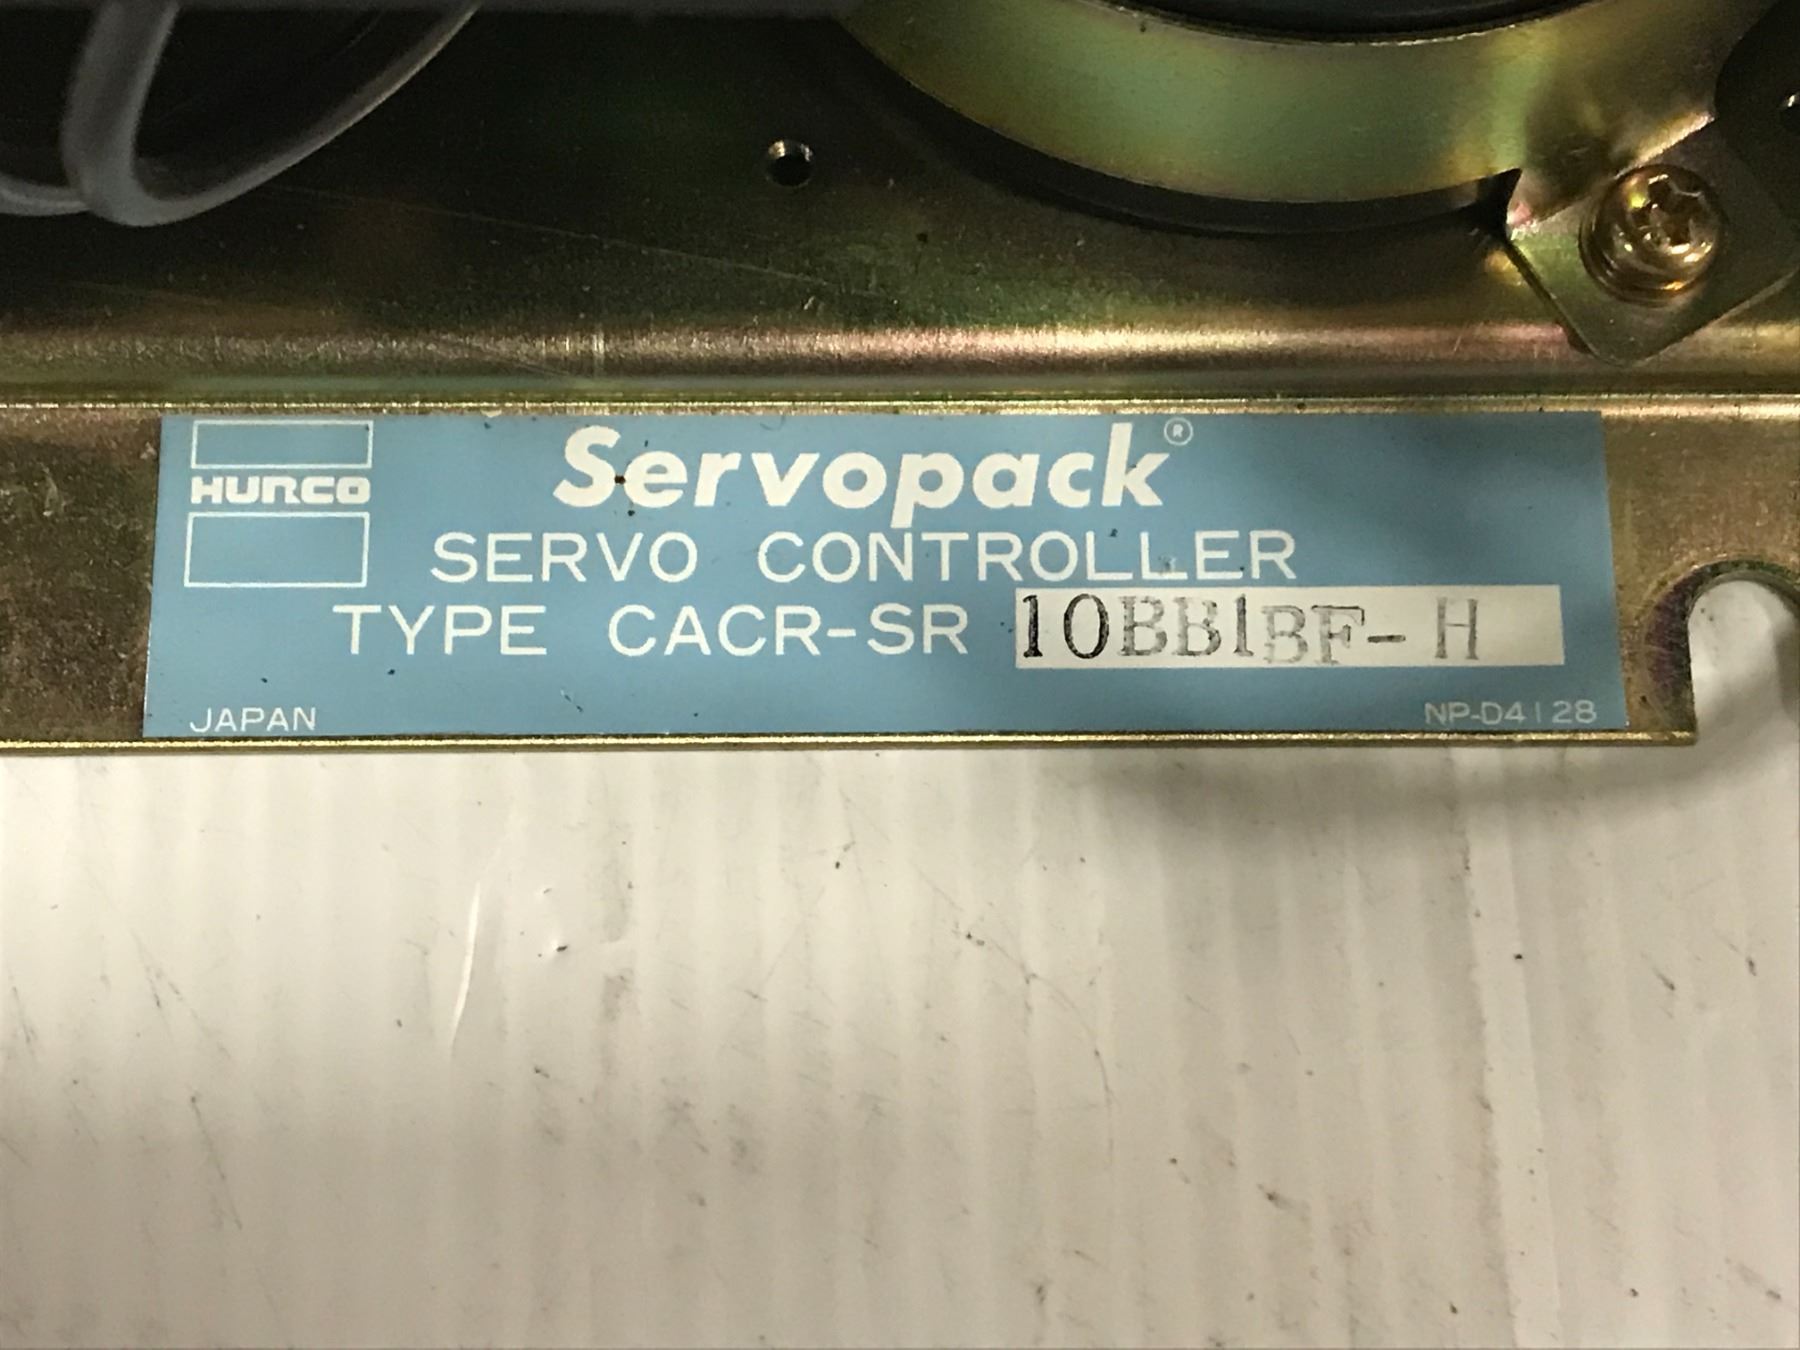 HURCO
Servopack®
SERVO CONTROLLER
TYPE CACR-SR 10BB1BF-H
JAPAN NP-D4128